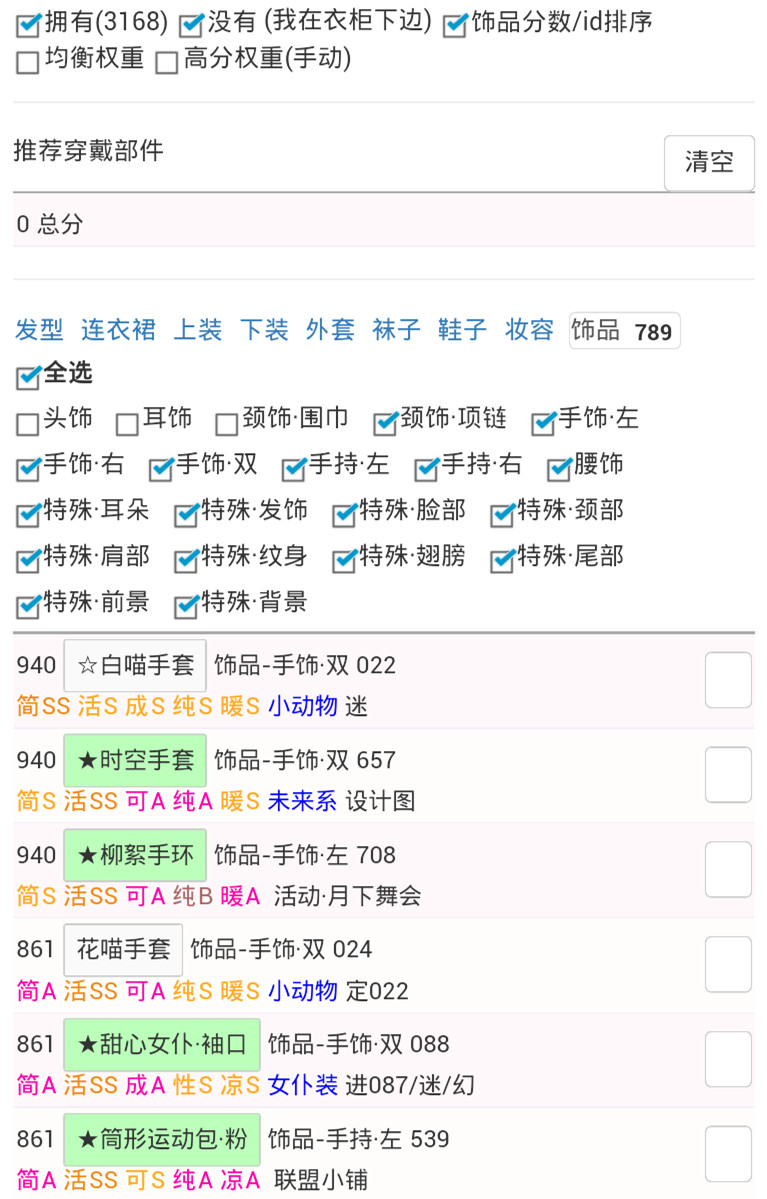 拥有(3168) 没有 (我在衣柜下边) 饰品分数/id排序
均衡权重 高分权重(手动)
推荐穿戴部件
清空
0 总分
发型 连衣裙 上装 下装 外套 袜子 鞋子 妆容 饰品 789
全选
头饰 耳饰 颈饰·围巾 颈饰·项链 手饰·左
手饰·右 手饰·双 手持·左 手持·右 腰饰
特殊·耳朵 特殊·发饰 特殊·脸部 特殊·颈部
特殊·肩部 特殊·纹身 特殊·翅膀 特殊·尾部
特殊·前景 特殊·背景
940 ☆白喵手套 饰品-手饰·双 022
简SS 活S 成S 纯S 暖S 小动物 迷
940 ★时空手套 饰品-手饰·双 657
简S 活SS 可A 纯A 暖S 未来系 设计图
940 ★柳絮手环 饰品-手饰·左 708
简S 活SS 可A 纯B 暖A 活动·月下舞会
861 花喵手套 饰品-手饰·双 024
简A 活SS 可A 纯S 暖S 小动物 定022
861 ★甜心女仆·袖口 饰品-手饰·双 088
简A 活SS 成A 性S 凉S 女仆装 进087/迷/幻
861 ★筒形运动包·粉 饰品-手持·左 539
简A 活SS 可S 纯A 凉A 联盟小铺